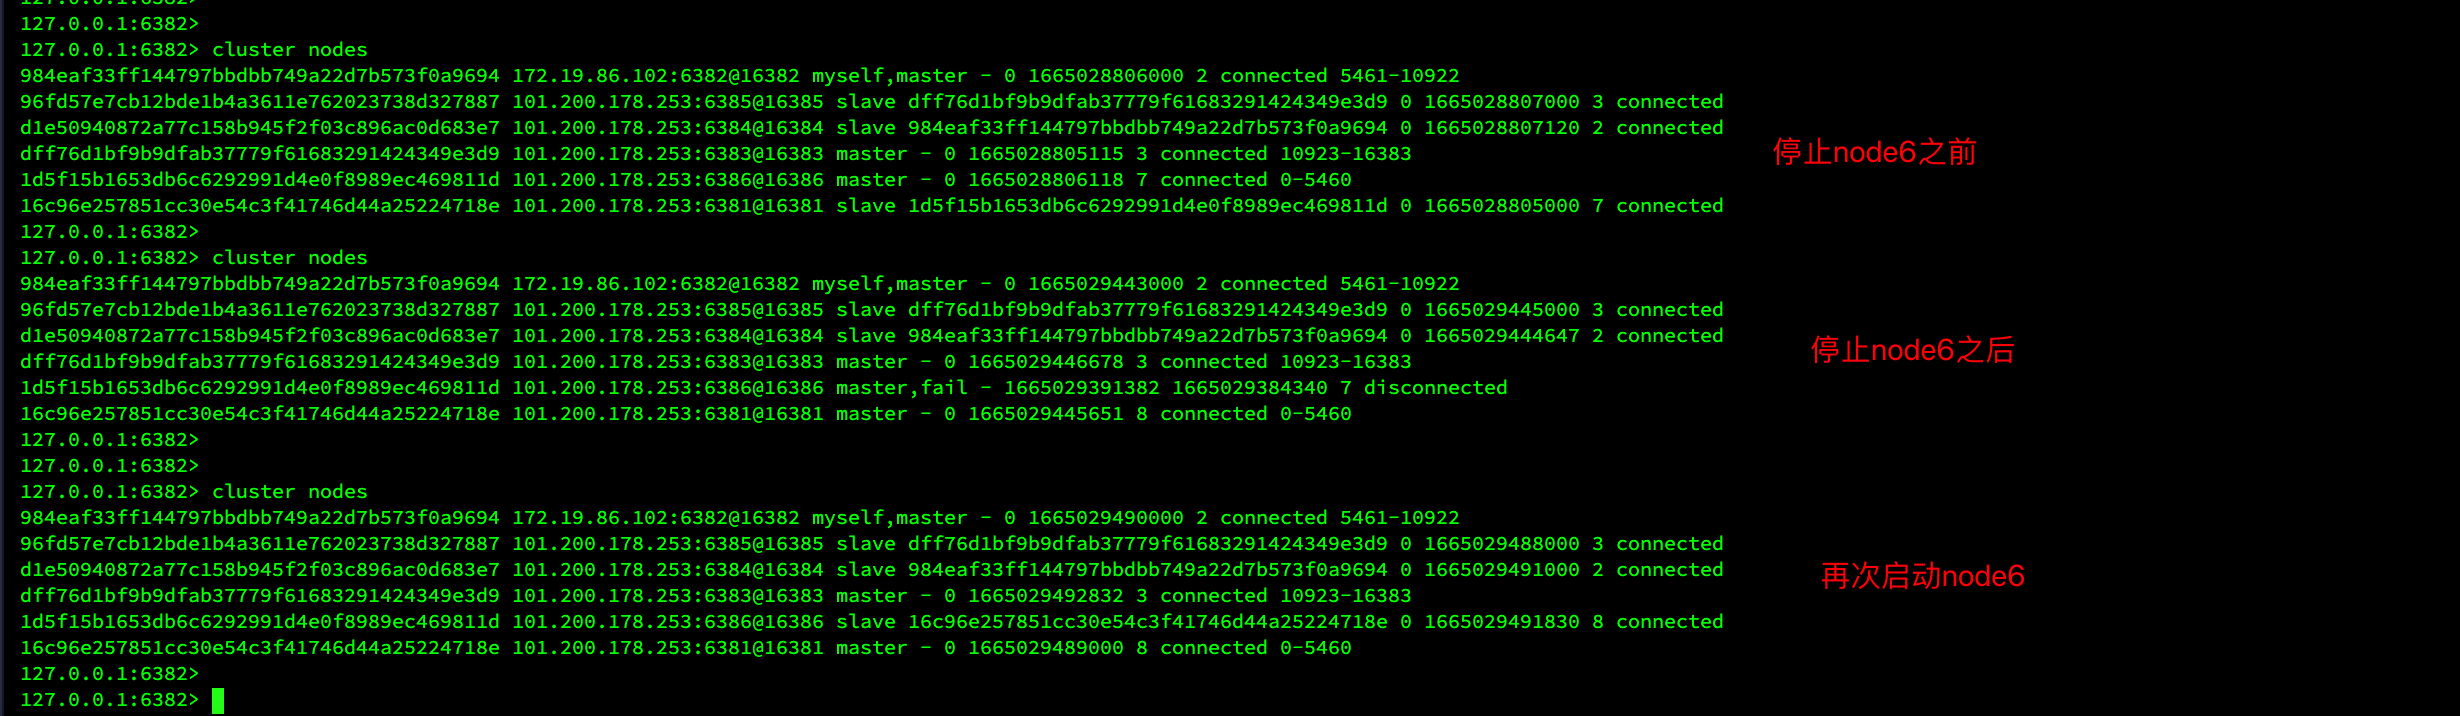 127.0.0.1:6382>
127.0.0.1:6382>
127.0.0.1:6382> cluster nodes
984eaf33ff144797bbdbb749a22d7b573f0a9694 172.19.86.102:6382@16382 myself,master - 0 1665028806000 2 connected 5461-10922
96fd57e7cb12bde1b4a3611e762023738d327887 101.200.178.253:6385@16385 slave dff76d1bf9b9dfab37779f61683291424349e3d9 0 1665028807000 3 connected
d1e50940872a77c158b945f2f03c896ac0d683e7 101.200.178.253:6384@16384 slave 984eaf33ff144797bbdbb749a22d7b573f0a9694 0 1665028807120 2 connected
dff76d1bf9b9dfab37779f61683291424349e3d9 101.200.178.253:6383@16383 master - 0 1665028805115 3 connected 10923-16383
停止node6之前
1d5f15b1653db6c6292991d4e0f8989ec469811d 101.200.178.253:6386@16386 master - 0 1665028806118 7 connected 0-5460
16c96e257851cc30e54c3f41746d44a25224718e 101.200.178.253:6381@16381 slave 1d5f15b1653db6c6292991d4e0f8989ec469811d 0 1665028805000 7 connected
127.0.0.1:6382>
127.0.0.1:6382> cluster nodes
984eaf33ff144797bbdbb749a22d7b573f0a9694 172.19.86.102:6382@16382 myself,master - 0 1665029443000 2 connected 5461-10922
96fd57e7cb12bde1b4a3611e762023738d327887 101.200.178.253:6385@16385 slave dff76d1bf9b9dfab37779f61683291424349e3d9 0 1665029445000 3 connected
d1e50940872a77c158b945f2f03c896ac0d683e7 101.200.178.253:6384@16384 slave 984eaf33ff144797bbdbb749a22d7b573f0a9694 0 1665029444647 2 connected
停止node6之后
dff76d1bf9b9dfab37779f61683291424349e3d9 101.200.178.253:6383@16383 master - 0 1665029446678 3 connected 10923-16383
1d5f15b1653db6c6292991d4e0f8989ec469811d 101.200.178.253:6386@16386 master,fail - 1665029391382 1665029384340 7 disconnected
16c96e257851cc30e54c3f41746d44a25224718e 101.200.178.253:6381@16381 master - 0 1665029445651 8 connected 0-5460
127.0.0.1:6382>
127.0.0.1:6382>
127.0.0.1:6382> cluster nodes
984eaf33ff144797bbdbb749a22d7b573f0a9694 172.19.86.102:6382@16382 myself,master - 0 1665029490000 2 connected 5461-10922
96fd57e7cb12bde1b4a3611e762023738d327887 101.200.178.253:6385@16385 slave dff76d1bf9b9dfab37779f61683291424349e3d9 0 1665029488000 3 connected
d1e50940872a77c158b945f2f03c896ac0d683e7 101.200.178.253:6384@16384 slave 984eaf33ff144797bbdbb749a22d7b573f0a9694 0 1665029491000 2 connected
再次启动node6
dff76d1bf9b9dfab37779f61683291424349e3d9 101.200.178.253:6383@16383 master - 0 1665029492832 3 connected 10923-16383
1d5f15b1653db6c6292991d4e0f8989ec469811d 101.200.178.253:6386@16386 slave 16c96e257851cc30e54c3f41746d44a25224718e 0 1665029491830 8 connected
16c96e257851cc30e54c3f41746d44a25224718e 101.200.178.253:6381@16381 master - 0 1665029489000 8 connected 0-5460
127.0.0.1:6382>
127.0.0.1:6382>